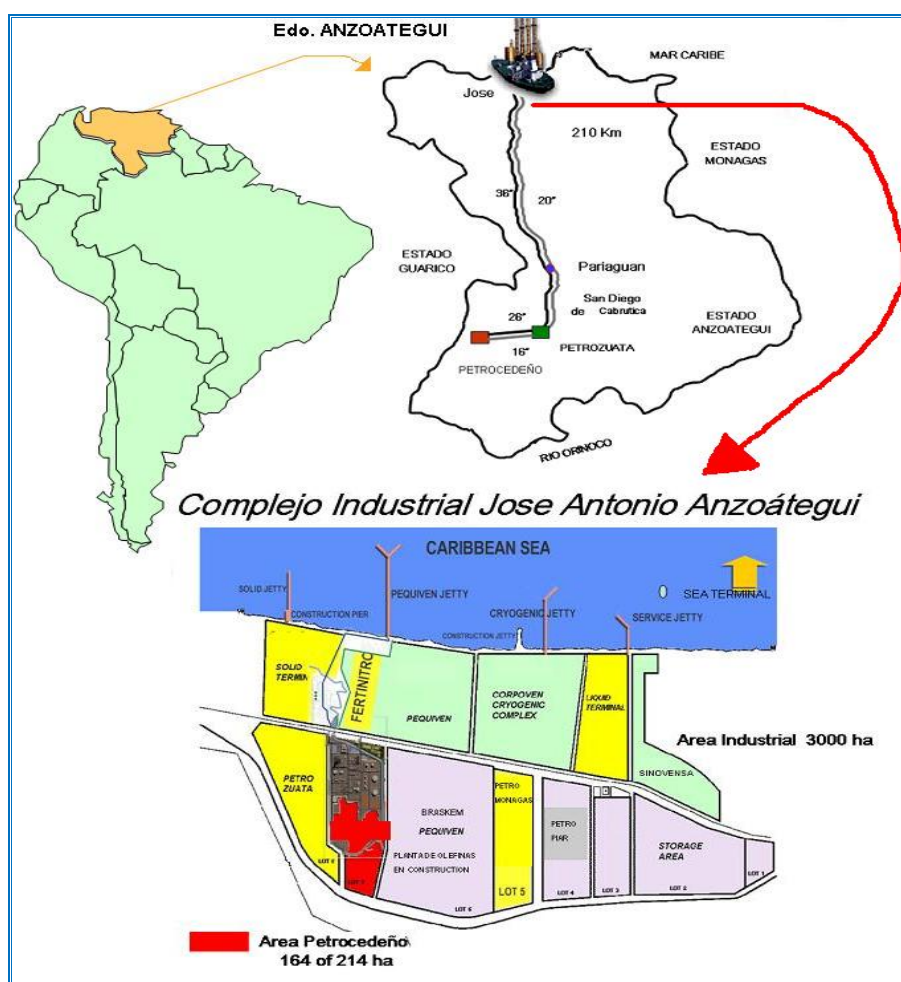 Edo. ANZOATEGUI
MAR CARIBE
Jose
210 Km
ESTADO
MONAGAS
36"
20"
ESTADO
GUARICO
Pariaguan
San Diego
de Cabrutica
26"
ESTADO
ANZOATEGUI
16"
PETROZUATA
PETROCEDEÑO
RIO ORINOCO
Complejo Industrial Jose Antonio Anzoátegui
CARIBBEAN SEA
SOLID JETTY
PEQUIVEN JETTY
CRYOGENIC JETTY
SEA TERMINAL
CONSTRUCTION PIER
CONSTRUCTION JETTY
SERVICE JETTY
SOLID
TERMIN
FERTINITRO
PEQUIVEN
CORPOVEN
CRYOGENIC
COMPLEX
LIQUID
TERMINAL
Area Industrial 3000 ha
SINOVENSA
PETRO
ZUATA
BRASKEM
PEQUIVEN
PLANTA DE OLEFINAS
EN CONSTRUCTION
PETRO
MONAGAS
PETRO
PIAR
STORAGE
AREA
LOT 6
LOT 5
LOT 4
LOT 3
LOT 2
LOT 1
Area Petrocedeño
164 of 214 ha